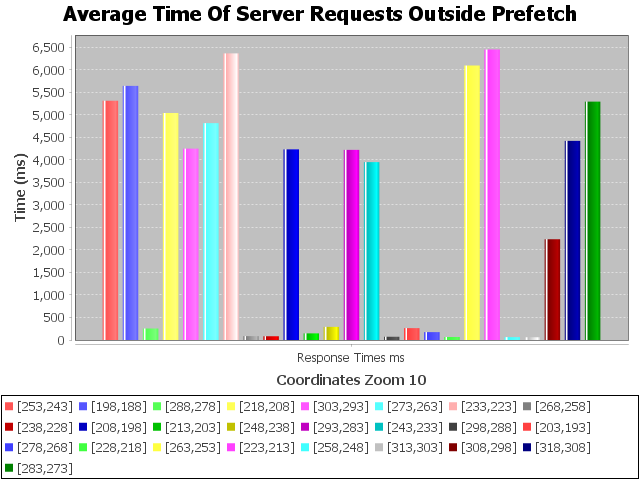 Average Time Of Server Requests Outside Prefetch
6,500
6,000
5,500
5,000
4,500
4,000
3,500
3,000
2,500
2,000
1,500
1,000
500
0
Time (ms)
Response Times ms
Coordinates Zoom 10
[253,243] [198,188] [288,278] [218,208] [303,293] [273,263] [233,223] [268,258]
[238,228] [208,198] [213,203] [248,238] [293,283] [243,233] [298,288] [203,193]
[278,268] [228,218] [263,253] [223,213] [258,248] [313,303] [308,298] [318,308]
[283,273]